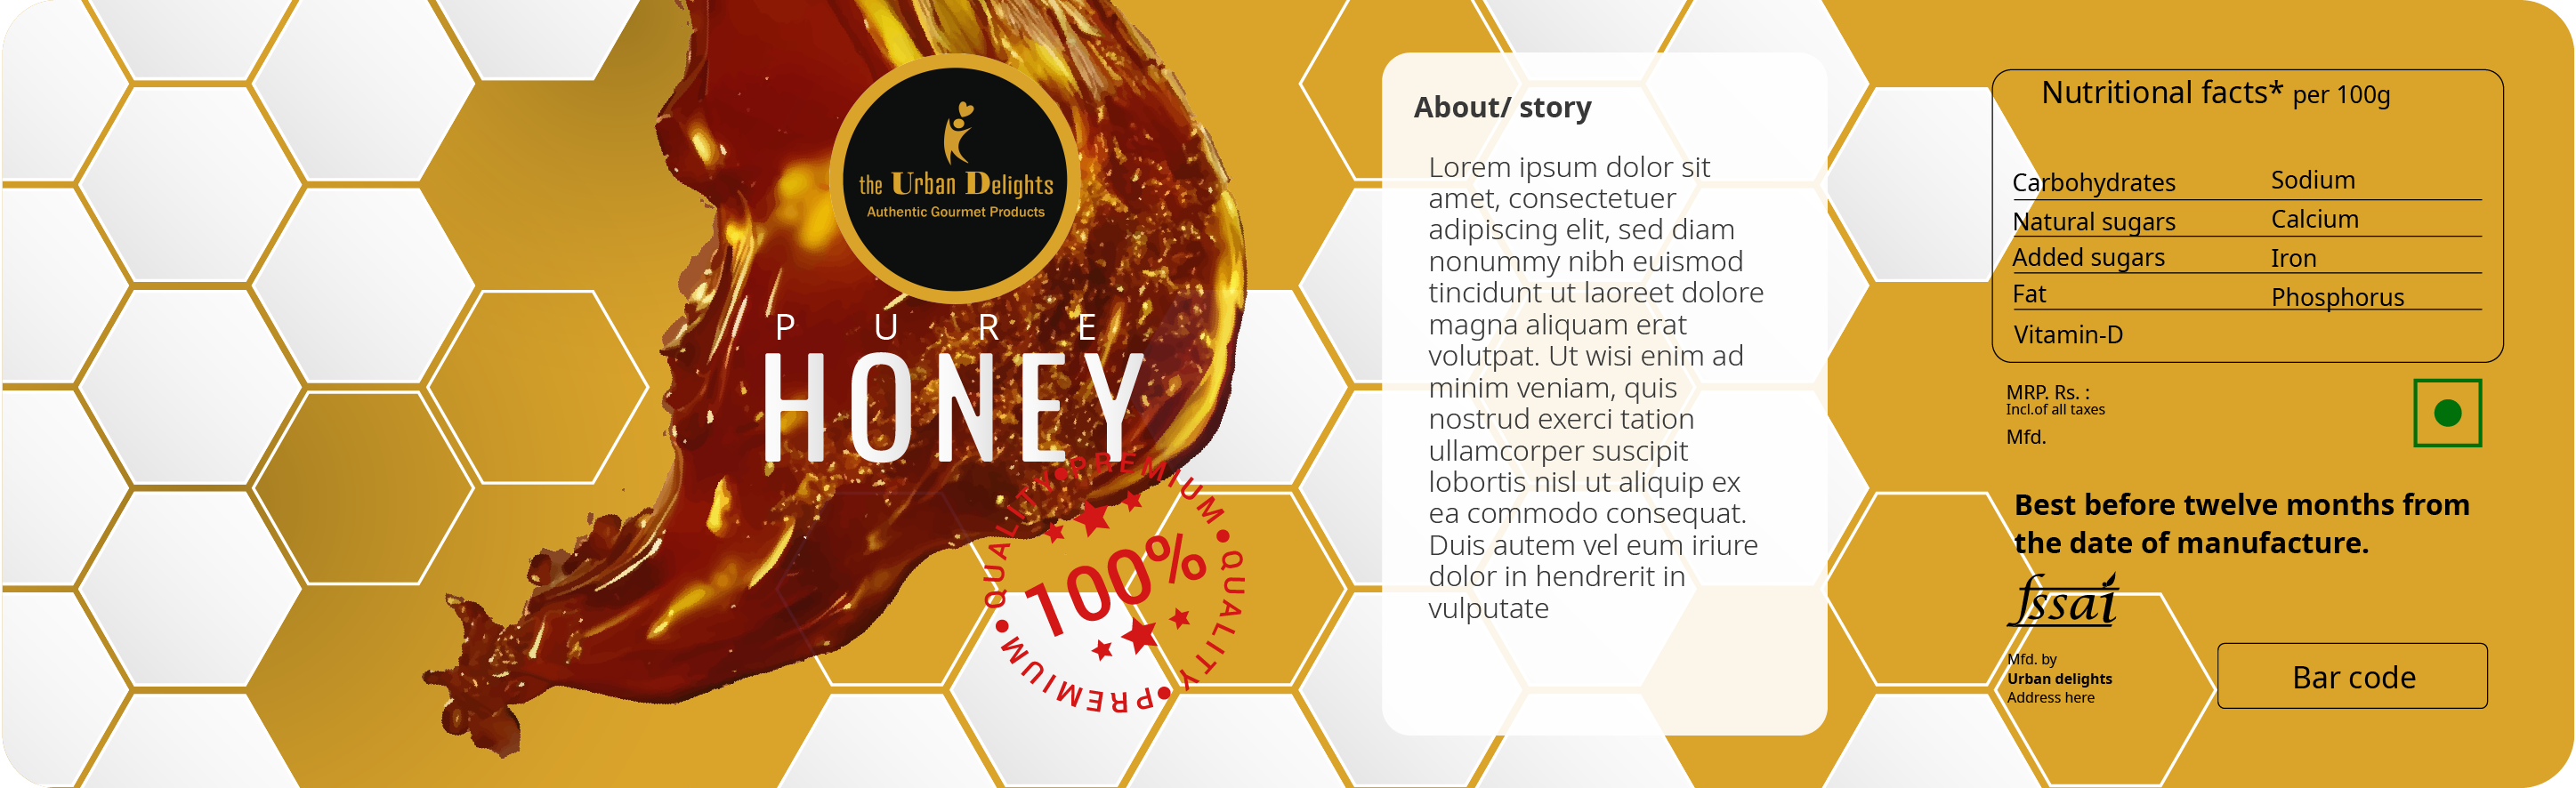 the Urban Delights
Authentic Gourmet Products
P U R E
HONEY
PREMIUM • QUALITY • PREMIUM • QUALITY •
100%
About/ story
Lorem ipsum dolor sit
amet, consectetuer
adipiscing elit, sed diam
nonummy nibh euismod
tincidunt ut laoreet dolore
magna aliquam erat
volutpat. Ut wisi enim ad
minim veniam, quis
nostrud exerci tation
ullamcorper suscipit
lobortis nisl ut aliquip ex
ea commodo consequat.
Duis autem vel eum iriure
dolor in hendrerit in
vulputate
Nutritional facts* per 100g
Carbohydrates Sodium
Natural sugars Calcium
Added sugars Iron
Fat Phosphorus
Vitamin-D
MRP. Rs. :
Incl.of all taxes
Mfd.
Best before twelve months from
the date of manufacture.
fssai
Mfd. by
Urban delights
Address here
Bar code